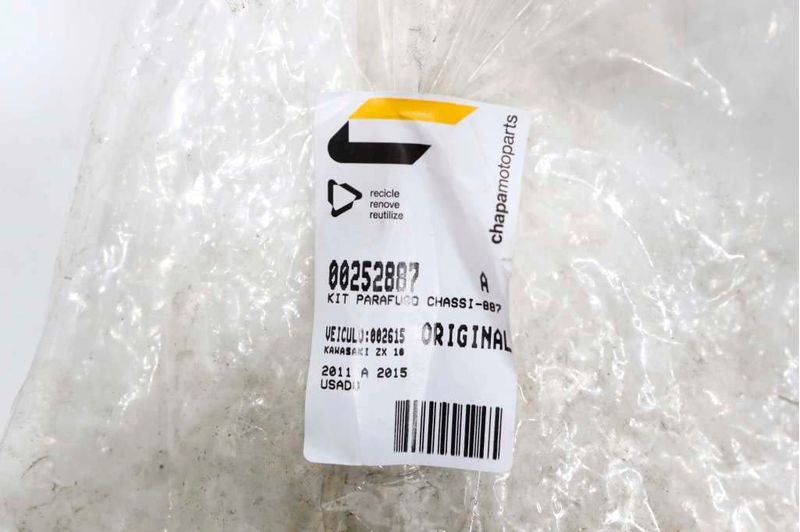 chapamotoparts
recicle
renove
reutilize
00252887 A
KIT PARAFUSO CHASSI-887
VEICULO:002615 ORIGINAL
KAWASAKI ZX 10
2011 A 2015
USADO